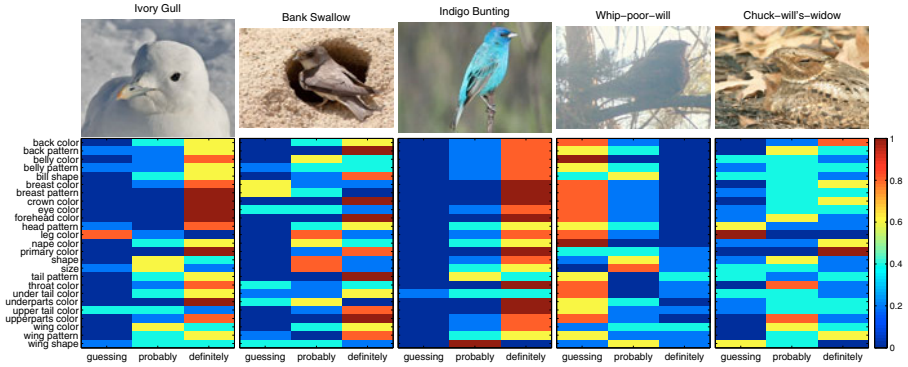 Ivory Gull
Bank Swallow
Indigo Bunting
Whip-poor-will
Chuck-will's-widow
back color
back pattern
belly color
belly pattern
bill shape
breast color
breast pattern
crown color
eye color
forehead color
head pattern
leg color
nape color
primary color
shape
size
tail pattern
throat color
under tail color
underparts color
upper tail color
upperparts color
wing color
wing pattern
wing shape
guessing probably definitely
guessing probably definitely
guessing probably definitely
guessing probably definitely
guessing probably definitely
1
0.8
0.6
0.4
0.2
0